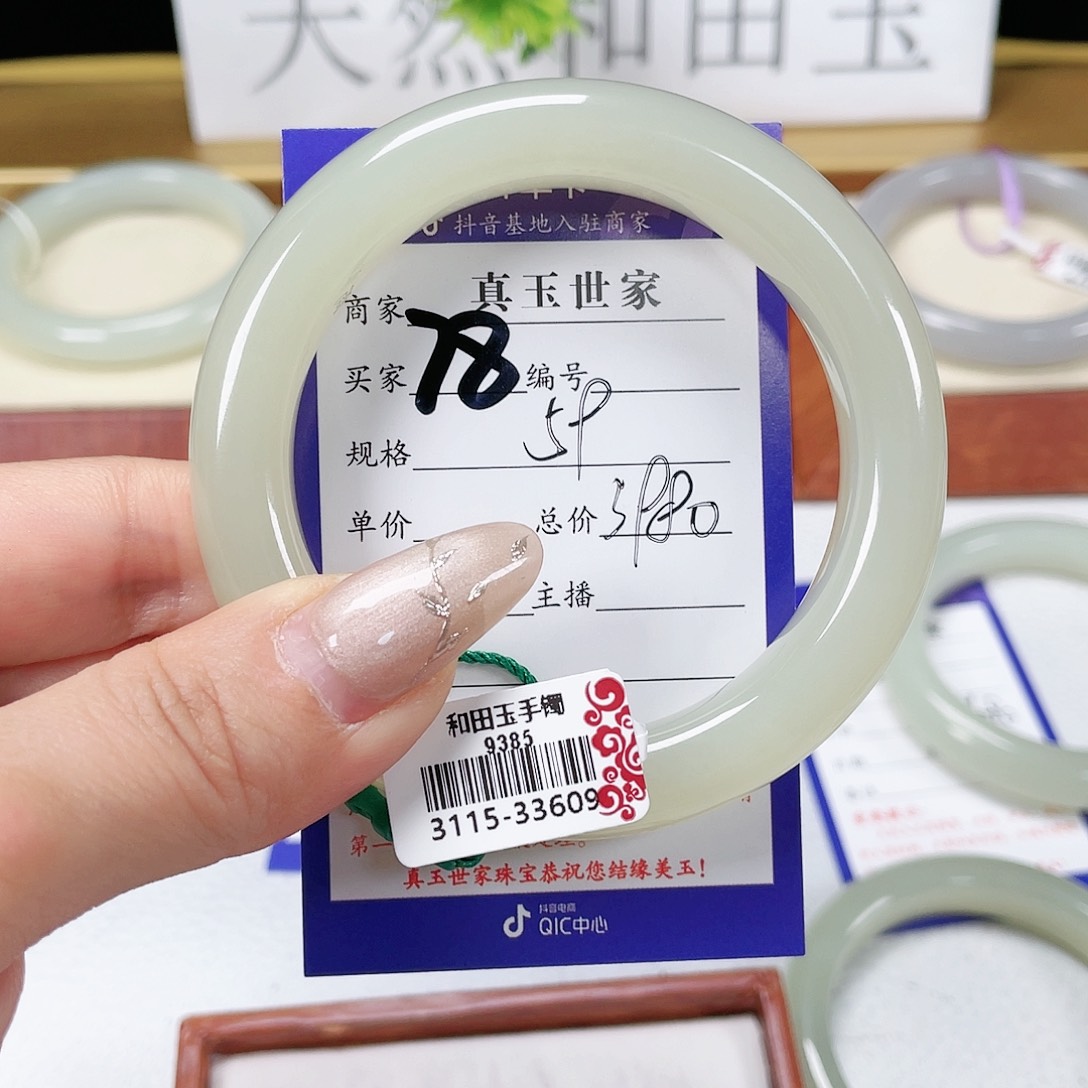 天然和田玉
抖音基地入驻商家
真玉世家
商家
买家 78 编号
规格 59
单价 总价 5980
主播
和田玉手镯
9385
3115-33609
第一
真玉世家珠宝恭祝您结缘美玉!
抖音电商
QIC中心